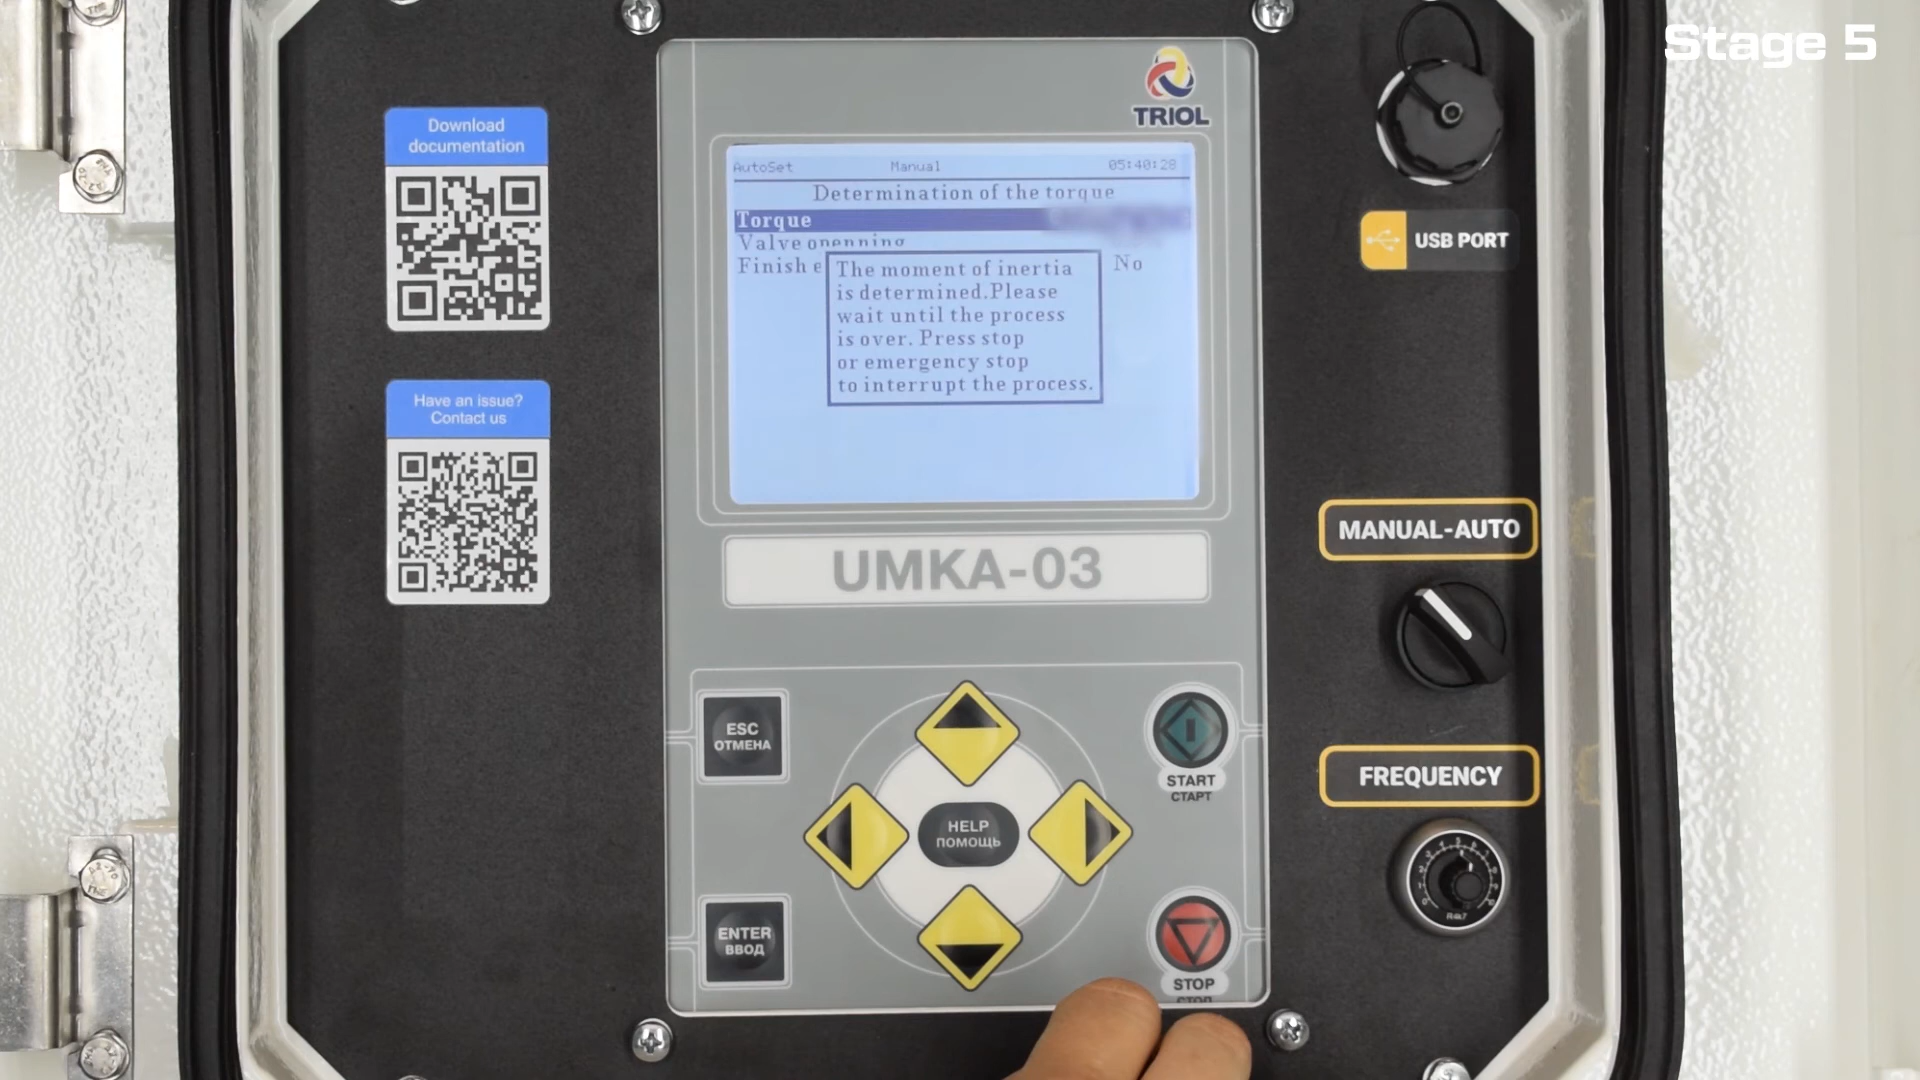 Stage 5
Download
documentation
Have an issue?
Contact us
TRIOL
AutoSet Manual 05:40:28
Determination of the torque
Torque
Valve openning
Finish e No
The moment of inertia
is determined.Please
wait until the process
is over. Press stop
or emergency stop
to interrupt the process.
UMKA-03
ESC
ОТМЕНА
HELP
ПОМОЩЬ
ENTER
ВВОД
START
СТАРТ
STOP
СТОП
USB PORT
MANUAL-AUTO
FREQUENCY